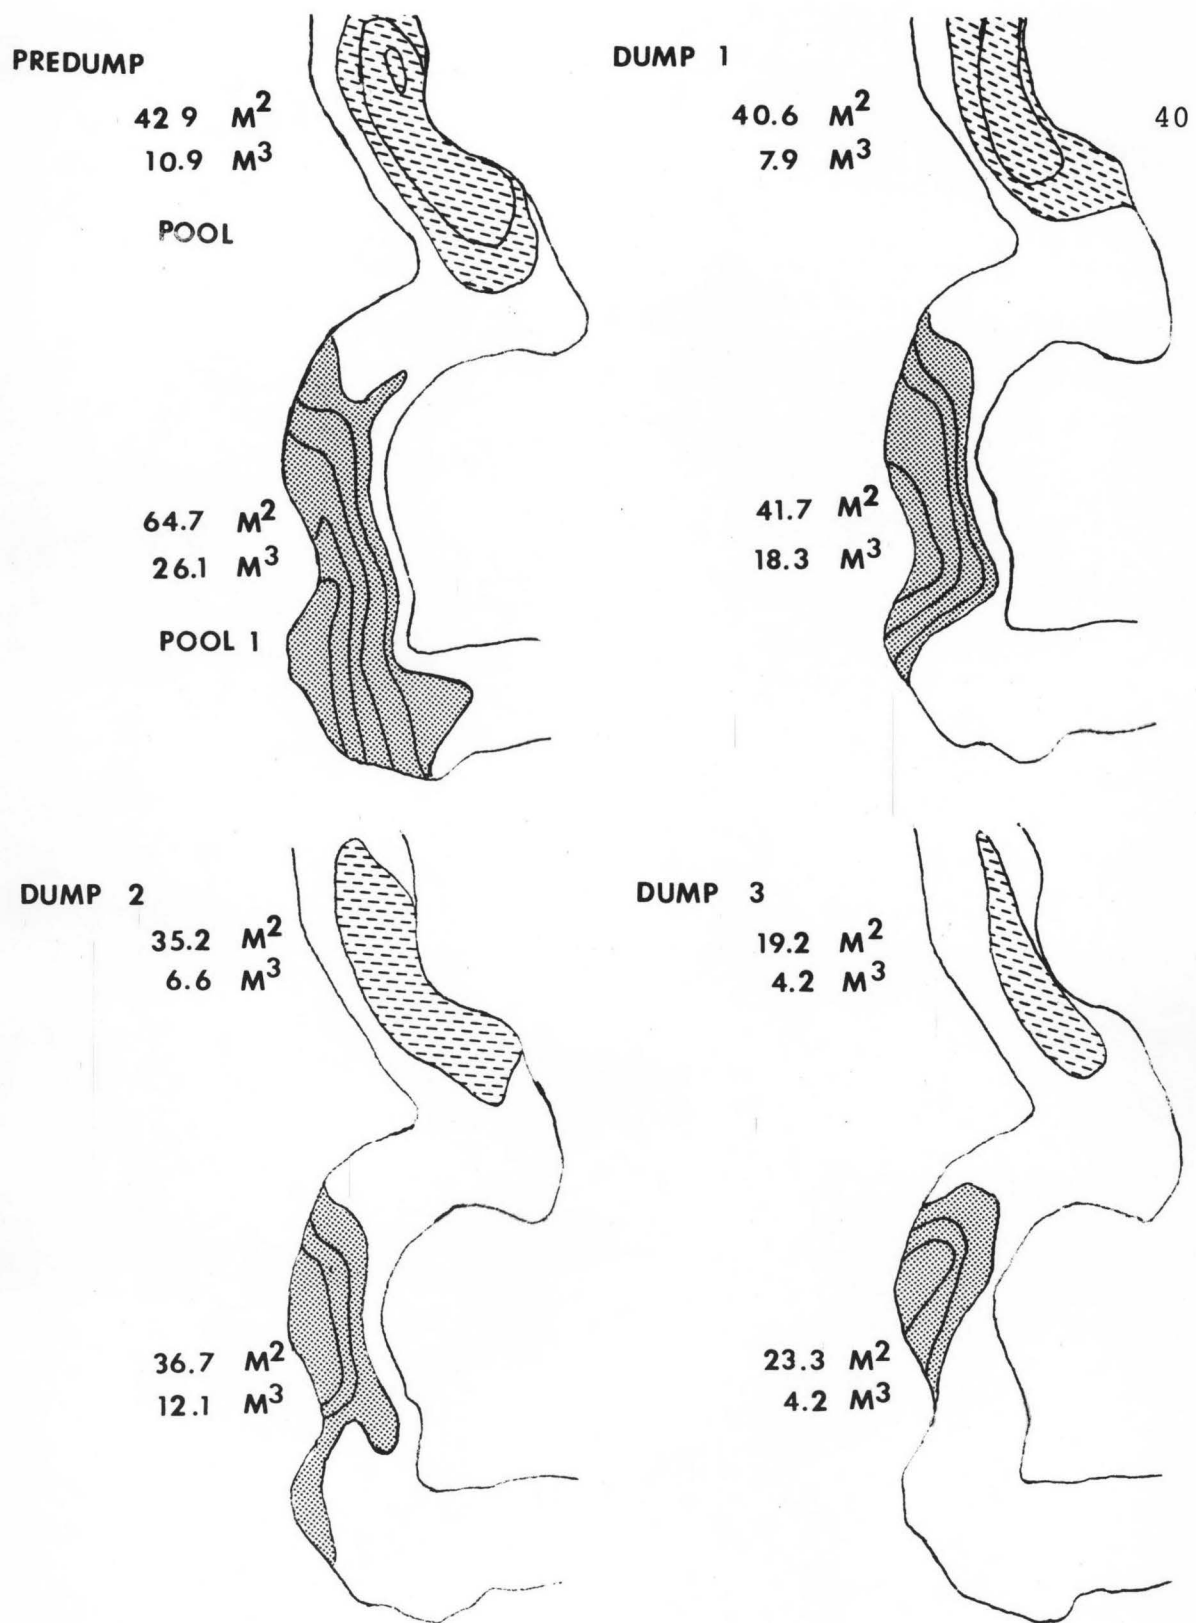 PREDUMP
42 9 M2
10.9 M3
POOL
64.7 M2
26.1 M3
POOL 1
DUMP 1
40.6 M2
7.9 M3
40
41.7 M2
18.3 M3
DUMP 2
35.2 M2
6.6 M3
36.7 M2
12.1 M3
DUMP 3
19.2 M2
4.2 M3
23.3 M2
4.2 M3